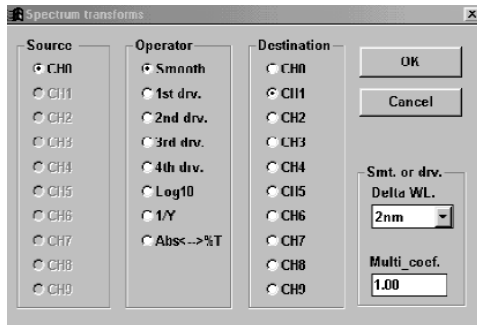 Spectrum transforms
Source
CH0
CH1
CH2
CH3
CH4
CH5
CH6
CH7
CH8
CH9
Operator
Smooth
1st drv.
2nd drv.
3rd drv.
4th drv.
Log10
1/Y
Abs<-->%T
Destination
CH0
CH1
CH2
CH3
CH4
CH5
CH6
CH7
CH8
CH9
OK
Cancel
Smt. or drv.
Delta WL.
2nm
Multi_coef.
1.00